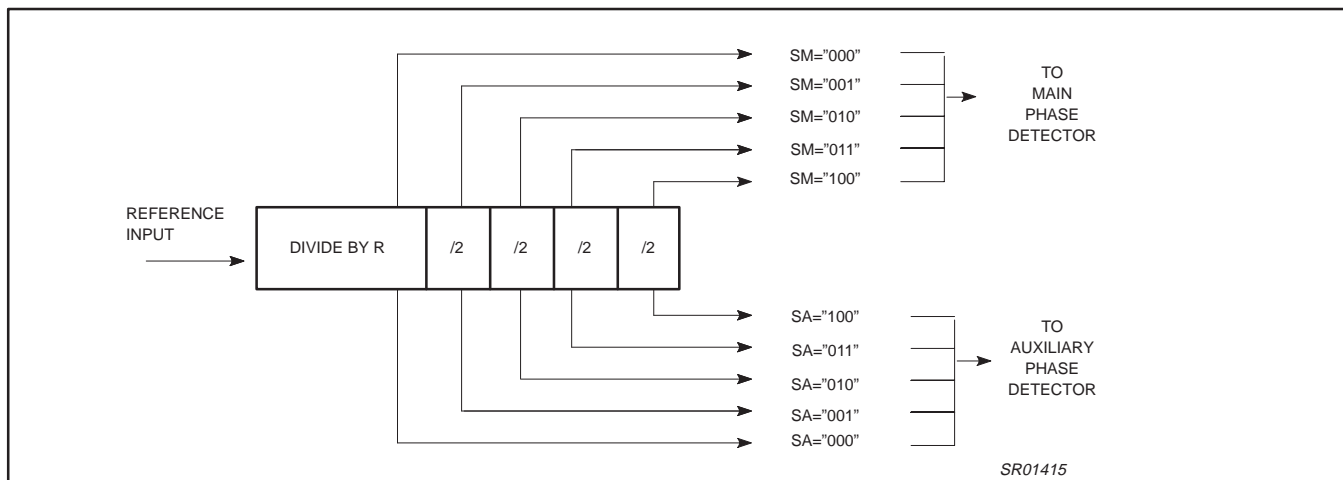 SM="000"
SM="001"
SM="010"
SM="011"
SM="100"
TO
MAIN
PHASE
DETECTOR
REFERENCE
INPUT
DIVIDE BY R
/2
/2
/2
/2
SA="100"
SA="011"
SA="010"
SA="001"
SA="000"
TO
AUXILIARY
PHASE
DETECTOR
SR01415